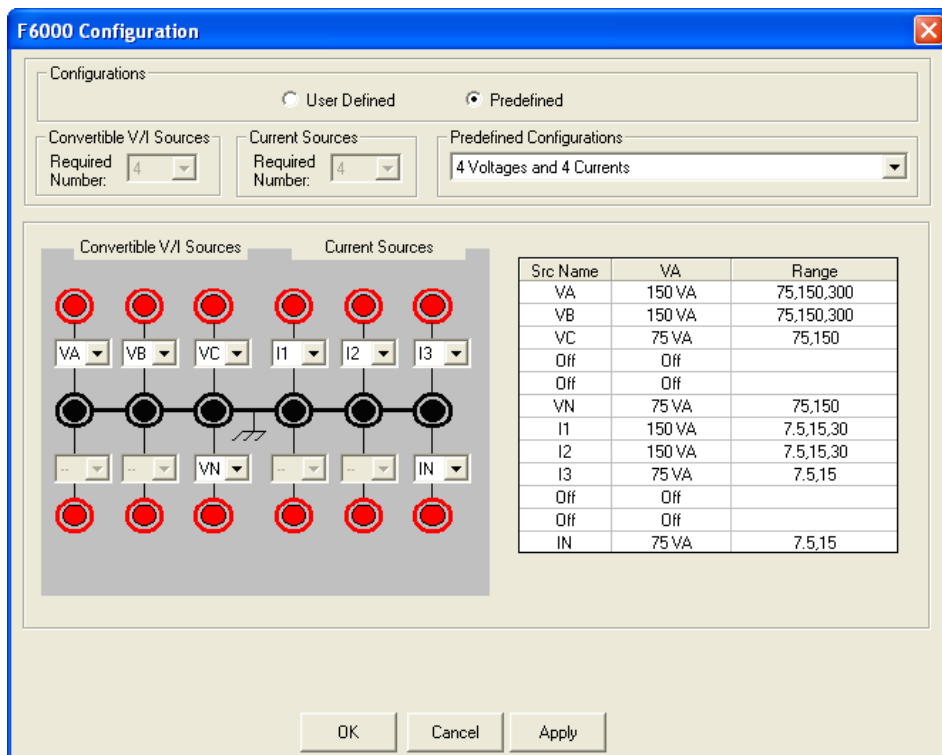 F6000 Configuration
Configurations
User Defined
Predefined
Convertible V/I Sources
Required Number:
4
Current Sources
Required Number:
4
Predefined Configurations
4 Voltages and 4 Currents
Convertible V/I Sources
Current Sources
VA VB VC I1 I2 I3
-- -- VN -- -- IN
Src Name VA Range
VA 150 VA 75,150,300
VB 150 VA 75,150,300
VC 75 VA 75,150
Off Off
Off Off
VN 75 VA 75,150
I1 150 VA 7.5,15,30
I2 150 VA 7.5,15,30
I3 75 VA 7.5,15
Off Off
Off Off
IN 75 VA 7.5,15
OK Cancel Apply